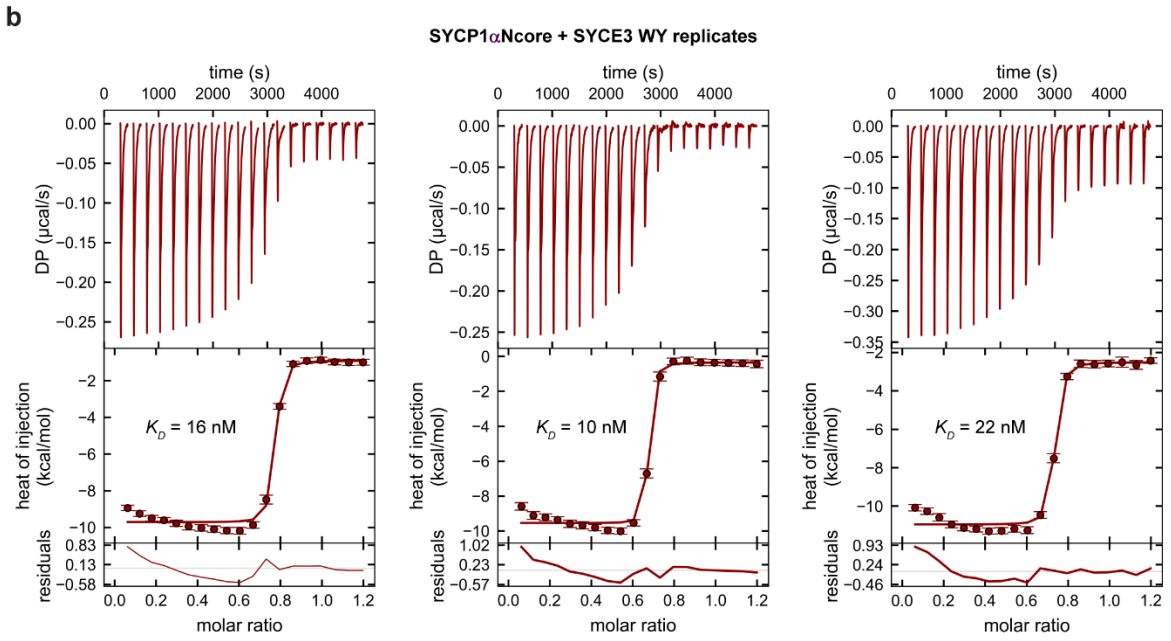 b
SYCP1αNcore + SYCE3 WY replicates
time (s)
0 1000 2000 3000 4000
0.00
−0.05
−0.10
−0.15
−0.20
−0.25
DP (µcal/s)
−2
−4
−6
−8
−10
heat of injection
(kcal/mol)
K_D = 16 nM
0.83
0.13
−0.58
residuals
0.0 0.2 0.4 0.6 0.8 1.0 1.2
molar ratio
time (s)
0 1000 2000 3000 4000
0.00
−0.05
−0.10
−0.15
−0.20
−0.25
DP (µcal/s)
0
−2
−4
−6
−8
−10
heat of injection
(kcal/mol)
K_D = 10 nM
1.02
0.23
−0.57
residuals
0.0 0.2 0.4 0.6 0.8 1.0 1.2
molar ratio
time (s)
0 1000 2000 3000 4000
0.00
−0.05
−0.10
−0.15
−0.20
−0.25
−0.30
−0.35
DP (µcal/s)
−2
−4
−6
−8
−10
heat of injection
(kcal/mol)
K_D = 22 nM
0.93
0.24
−0.46
residuals
0.0 0.2 0.4 0.6 0.8 1.0 1.2
molar ratio